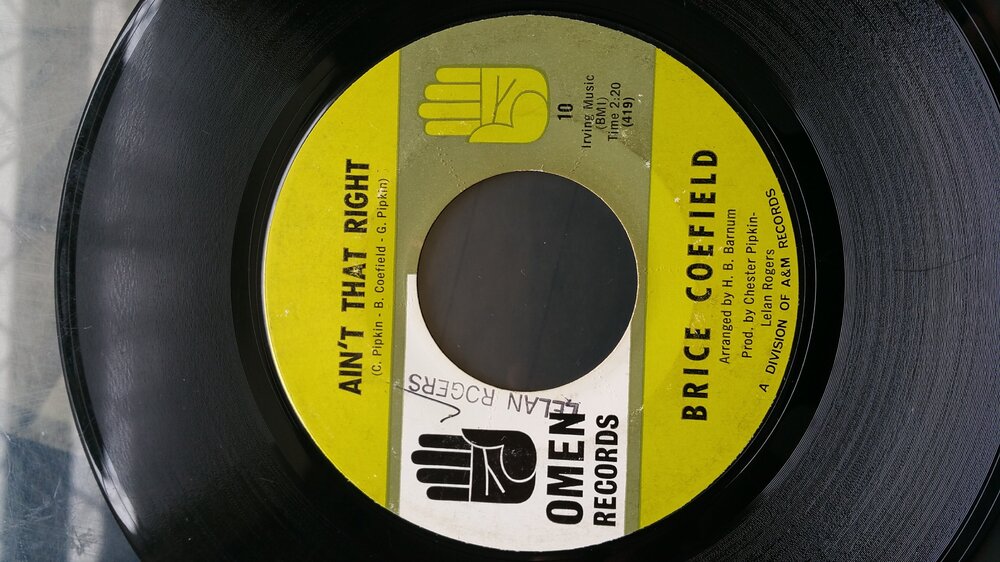 AIN'T THAT RIGHT
(C. Pipkin - B. Coefield - G. Pipkin)
LELAN ROGERS
OMEN
RECORDS
10
Irving Music
(BMI)
Time 2:20
(419)
BRICE COEFIELD
Arranged by H. B. Barnum
Prod. by Chester Pipkin-
Lelan Rogers
A DIVISION OF A&M RECORDS